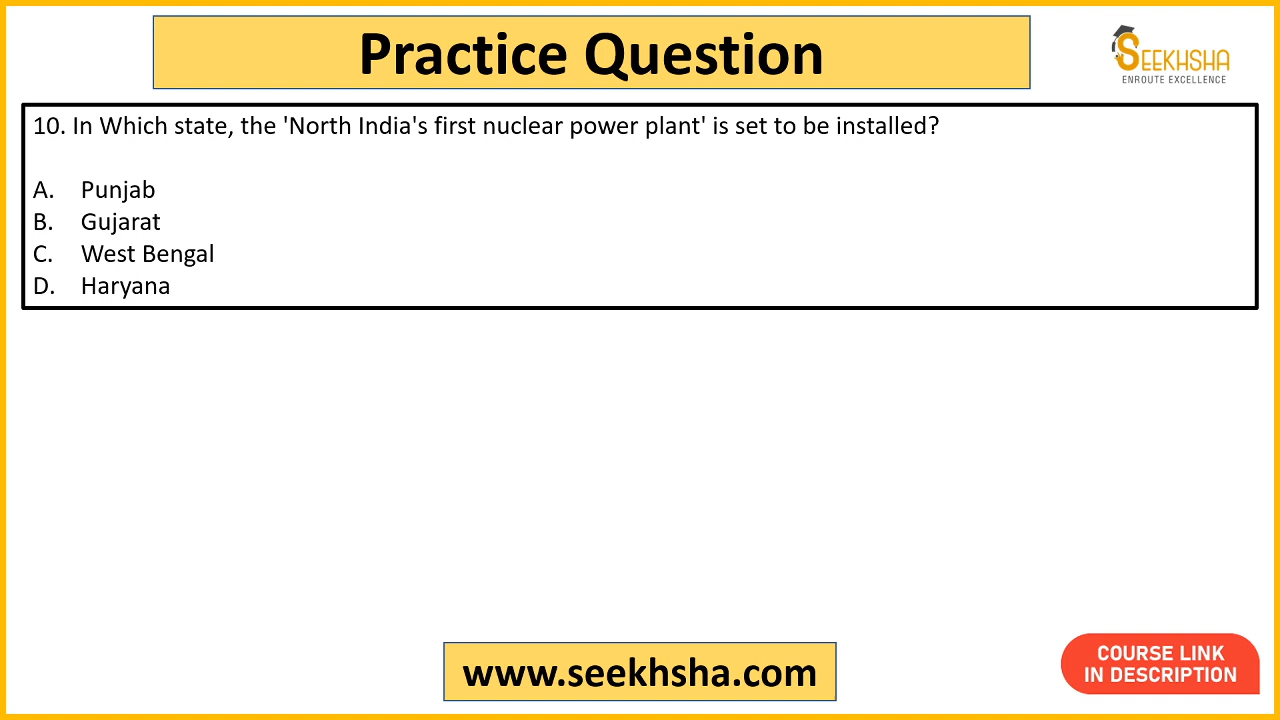 Practice Question
SEEKHSHA
ENROUTE EXCELLENCE
10. In Which state, the 'North India's first nuclear power plant' is set to be installed?
A. Punjab
B. Gujarat
C. West Bengal
D. Haryana
www.seekhsha.com
COURSE LINK
IN DESCRIPTION